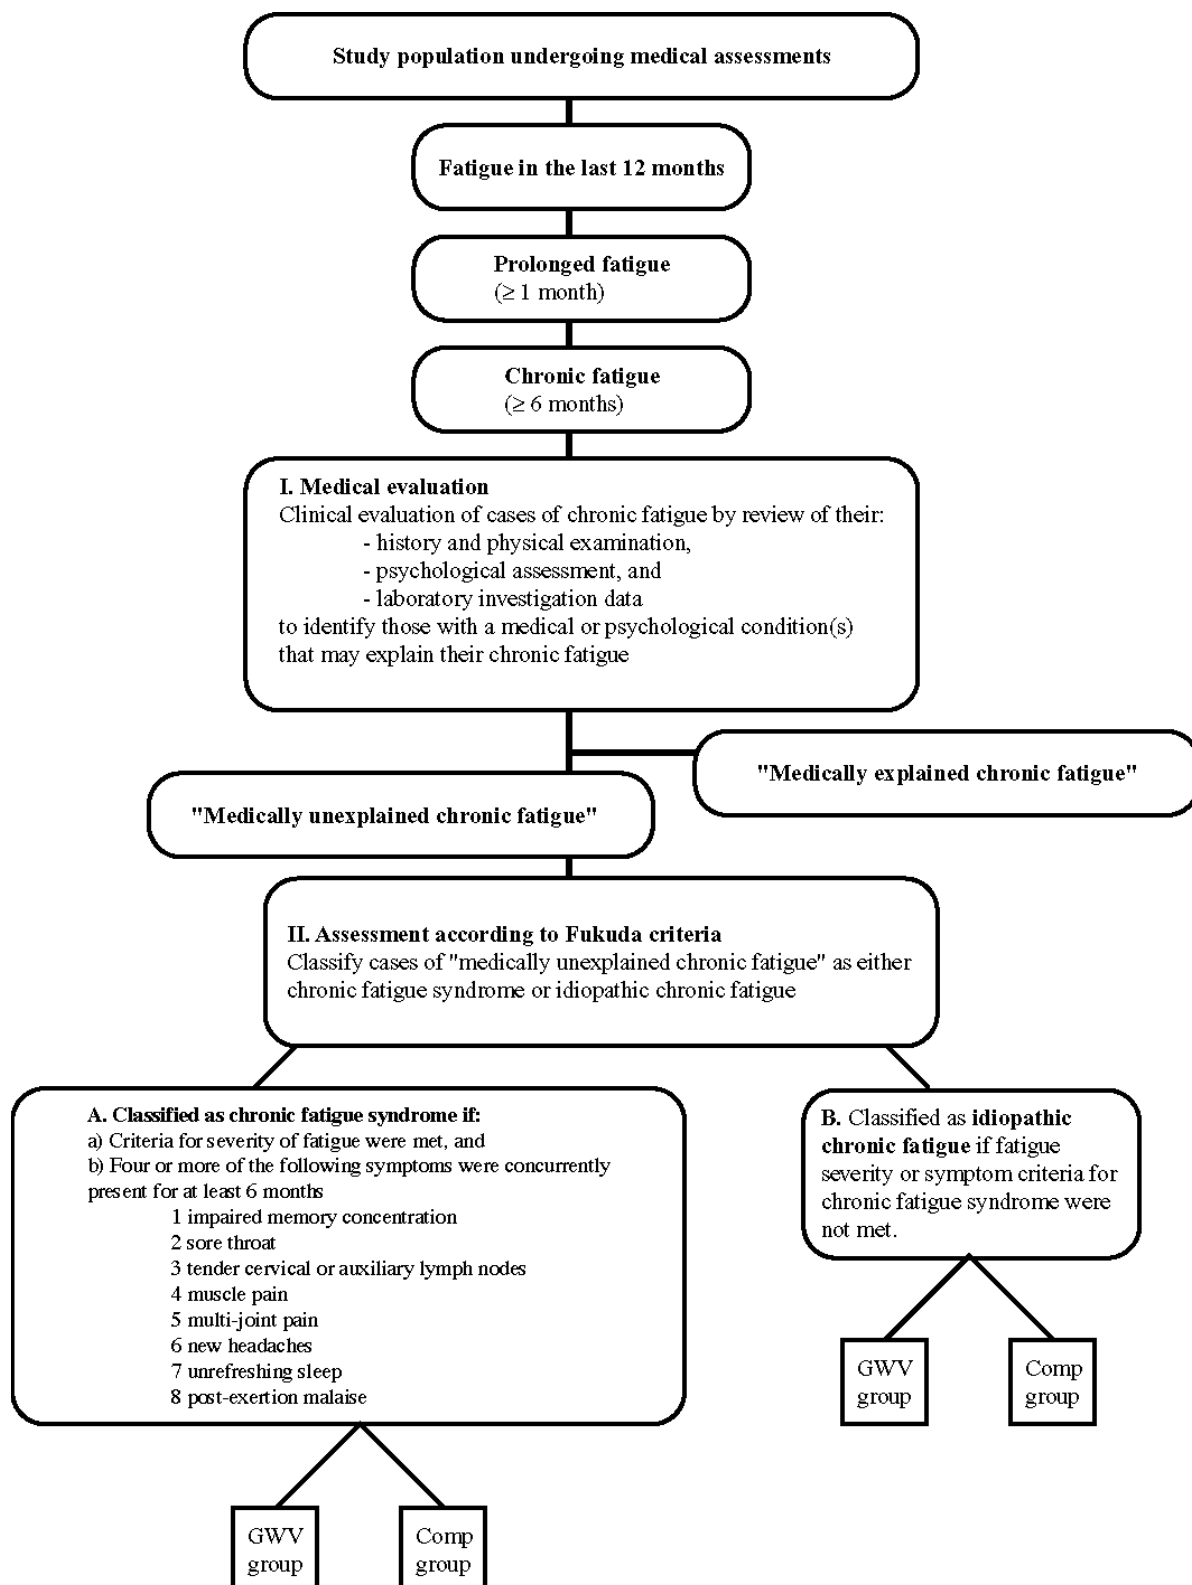 Study population undergoing medical assessments
Fatigue in the last 12 months
Prolonged fatigue
(≥ 1 month)
Chronic fatigue
(≥ 6 months)
I. Medical evaluation
Clinical evaluation of cases of chronic fatigue by review of their:
- history and physical examination,
- psychological assessment, and
- laboratory investigation data
to identify those with a medical or psychological condition(s)
that may explain their chronic fatigue
"Medically explained chronic fatigue"
"Medically unexplained chronic fatigue"
II. Assessment according to Fukuda criteria
Classify cases of "medically unexplained chronic fatigue" as either
chronic fatigue syndrome or idiopathic chronic fatigue
A. Classified as chronic fatigue syndrome if:
a) Criteria for severity of fatigue were met, and
b) Four or more of the following symptoms were concurrently
present for at least 6 months
1 impaired memory concentration
2 sore throat
3 tender cervical or auxiliary lymph nodes
4 muscle pain
5 multi-joint pain
6 new headaches
7 unrefreshing sleep
8 post-exertion malaise
B. Classified as idiopathic
chronic fatigue if fatigue
severity or symptom criteria for
chronic fatigue syndrome were
not met.
GWV
group
Comp
group
GWV
group
Comp
group